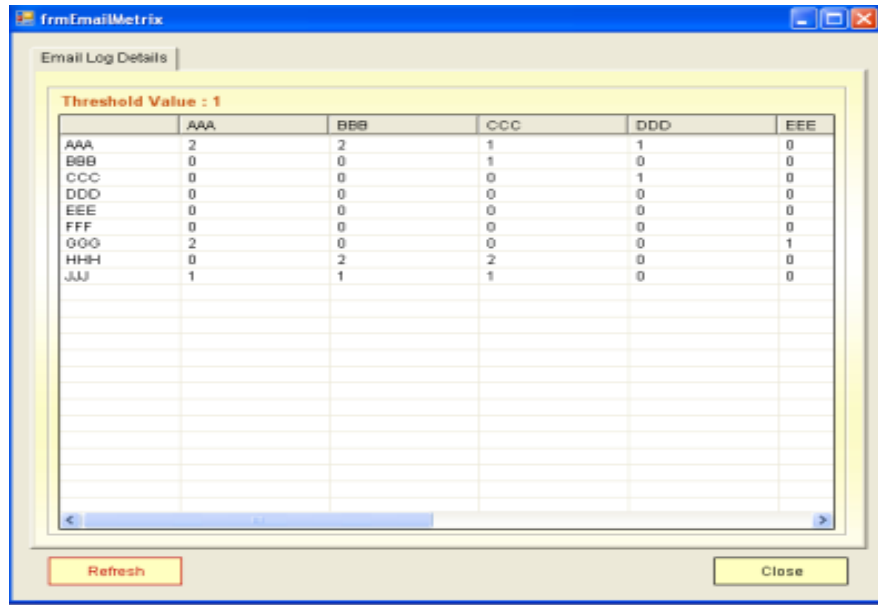 frmEmailMetrix
Email Log Details
Threshold Value : 1
AAA BBB CCC DDD EEE
AAA 2 2 1 1 0
BBB 0 0 1 0 0
CCC 0 0 0 1 0
DDD 0 0 0 0 0
EEE 0 0 0 0 0
FFF 0 0 0 0 0
GGG 2 0 0 0 1
HHH 0 2 2 0 0
JJJ 1 1 1 0 0
Refresh Close